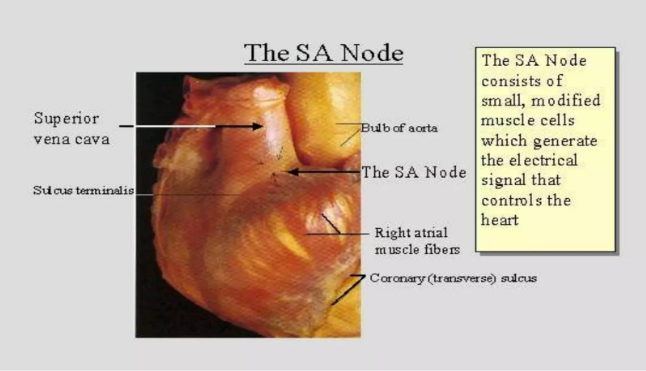 The SA Node
Superior
vena cava
Sulcus terminalis
Bulb of aorta
The SA Node
Right atrial
muscle fibers
Coronary (transverse) sulcus
The SA Node
consists of
small, modified
muscle cells
which generate
the electrical
signal that
controls the
heart